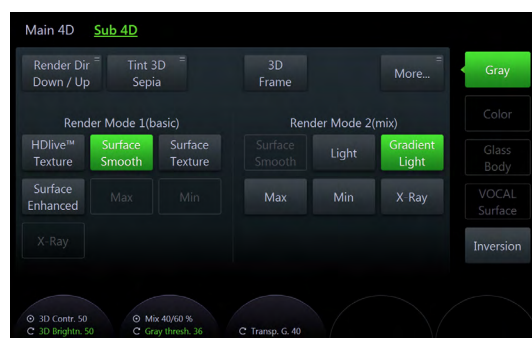 Main 4D Sub 4D
Render Dir Down / Up
Tint 3D Sepia
3D Frame
More...
Gray
Color
Glass Body
VOCAL Surface
Inversion
Render Mode 1(basic)
HDlive™ Texture
Surface Smooth
Surface Texture
Surface Enhanced
Max
Min
X-Ray
Render Mode 2(mix)
Surface Smooth
Light
Gradient Light
Max
Min
X-Ray
3D Contr. 50
3D Brightn. 50
Mix 40/60 %
Gray thresh. 36
Transp. G. 40